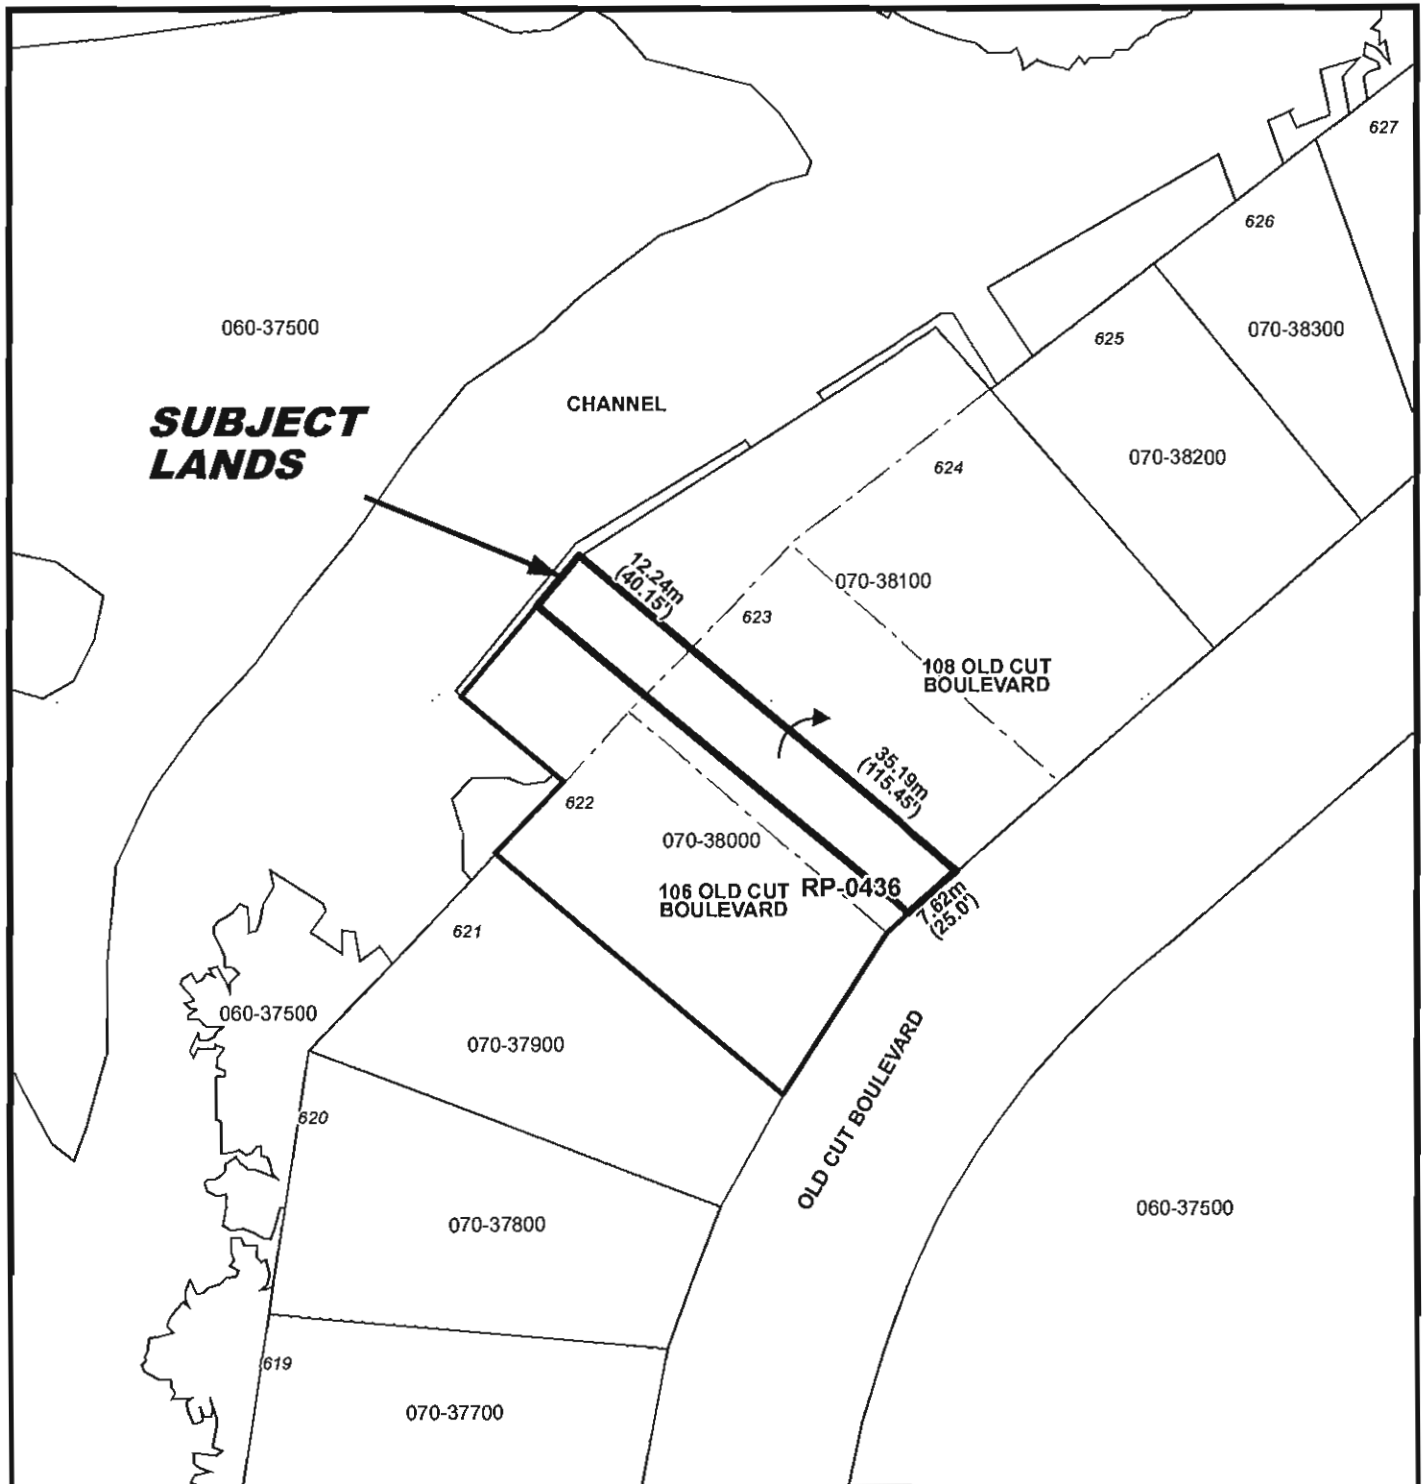 627
626
060-37500
070-38300
625
SUBJECT
LANDS
CHANNEL
070-38200
624
12.24m
(40.15')
070-38100
623
108 OLD CUT
BOULEVARD
35.19m
(115.45')
622
070-38000
106 OLD CUT
BOULEVARD
RP-0436
7.62m
(25.0')
621
060-37500
070-37900
OLD CUT BOULEVARD
620
060-37500
070-37800
619
070-37700